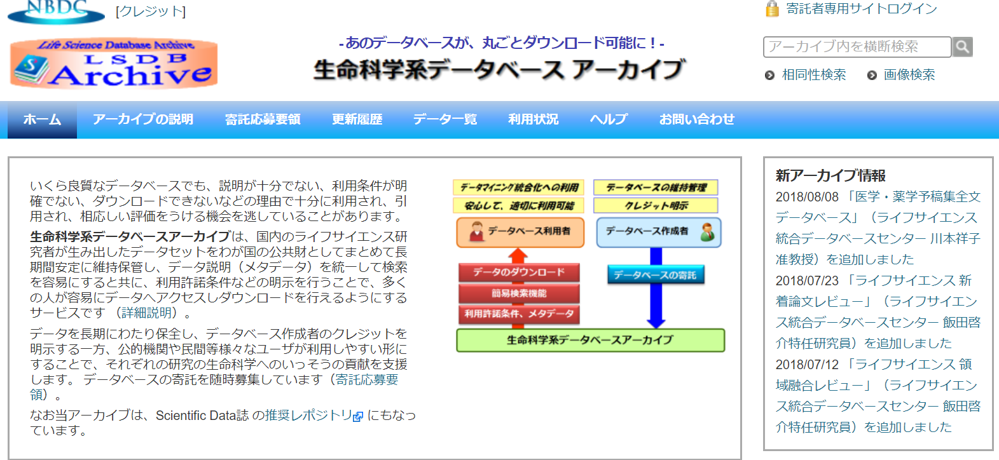 NBDC
[クレジット]
寄託者専用サイトログイン
Life Science Database Archive
LSDB
Archive
-あのデータベースが、丸ごとダウンロード可能に！-
生命科学系データベース アーカイブ
アーカイブ内を横断検索
相同性検索
画像検索
ホーム
アーカイブの説明
寄託応募要領
更新履歴
データ一覧
利用状況
ヘルプ
お問い合わせ
いくら良質なデータベースでも、説明が十分でない、利用条件が明
確でない、ダウンロードできないなどの理由で十分に利用され、引
用され、相応しい評価をうける機会を逃していることがあります。
生命科学系データベースアーカイブは、国内のライフサイエンス研
究者が生み出したデータセットをわが国の公共財としてまとめて長
期間安定に維持保管し、データ説明（メタデータ）を統一して検索
を容易にすると共に、利用許諾条件などの明示を行うことで、多く
の人が容易にデータへアクセスしダウンロードを行えるようにする
サービスです （詳細説明）。
データを長期にわたり保全し、データベース作成者のクレジットを
明示する一方、公的機関や民間等様々なユーザが利用しやすい形に
することで、それぞれの研究の生命科学へのいっそうの貢献を支援
します。 データベースの寄託を随時募集しています（寄託応募要
領）。
なお当アーカイブは、Scientific Data誌 の推奨レポジトリ にもなっ
ています。
データマイニング統合化への利用
安心して、適切に利用可能
データベース利用者
データのダウンロード
簡易検索機能
利用許諾条件、メタデータ
データベースの維持管理
クレジット明示
データベース作成者
データベースの寄託
生命科学系データベースアーカイブ
新アーカイブ情報
2018/08/08 「医学・薬学予稿集全文
データベース」（ライフサイエンス
統合データベースセンター 川本祥子
准教授）を追加しました
2018/07/23 「ライフサイエンス 新
着論文レビュー」（ライフサイエン
ス統合データベースセンター 飯田啓
介特任研究員）を追加しました
2018/07/12 「ライフサイエンス 領
域融合レビュー」（ライフサイエン
ス統合データベースセンター 飯田啓
介特任研究員）を追加しました